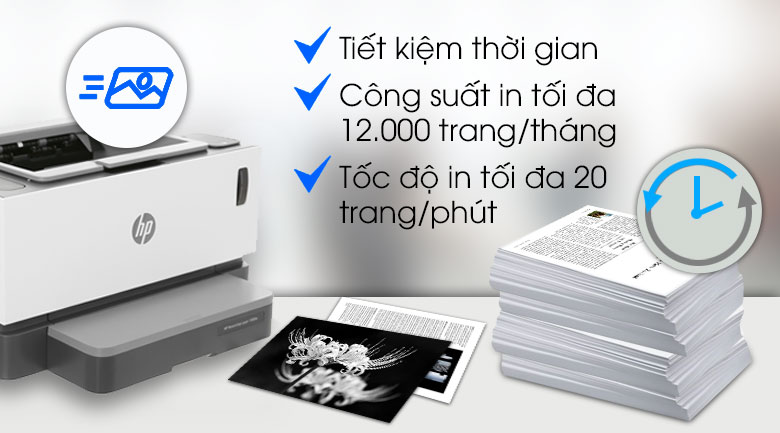 Tiết kiệm thời gian
Công suất in tối đa
12.000 trang/tháng
Tốc độ in tối đa 20
trang/phút
hp